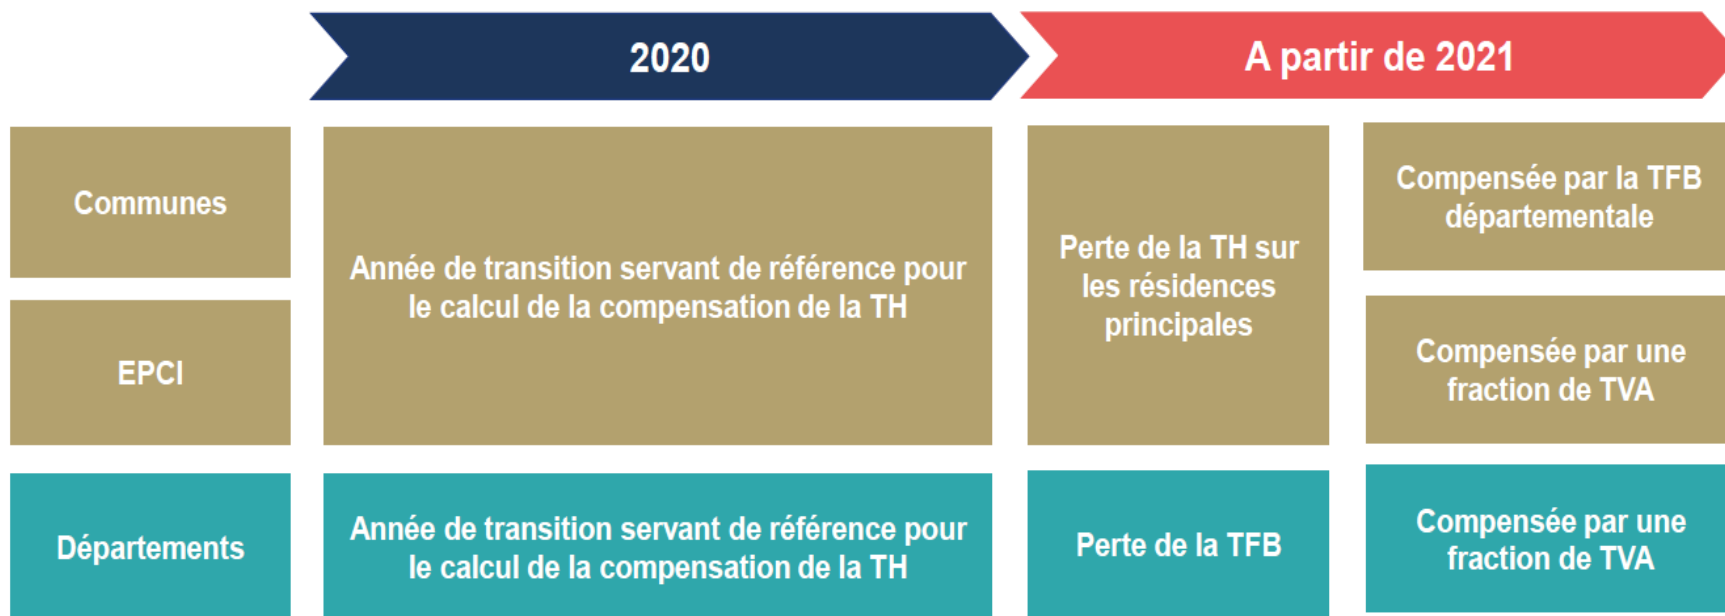 2020
A partir de 2021
Communes
EPCI
Année de transition servant de référence pour
le calcul de la compensation de la TH
Perte de la TH sur
les résidences
principales
Compensée par la TFB
départementale
Compensée par une
fraction de TVA
Départements
Année de transition servant de référence pour
le calcul de la compensation de la TH
Perte de la TFB
Compensée par une
fraction de TVA